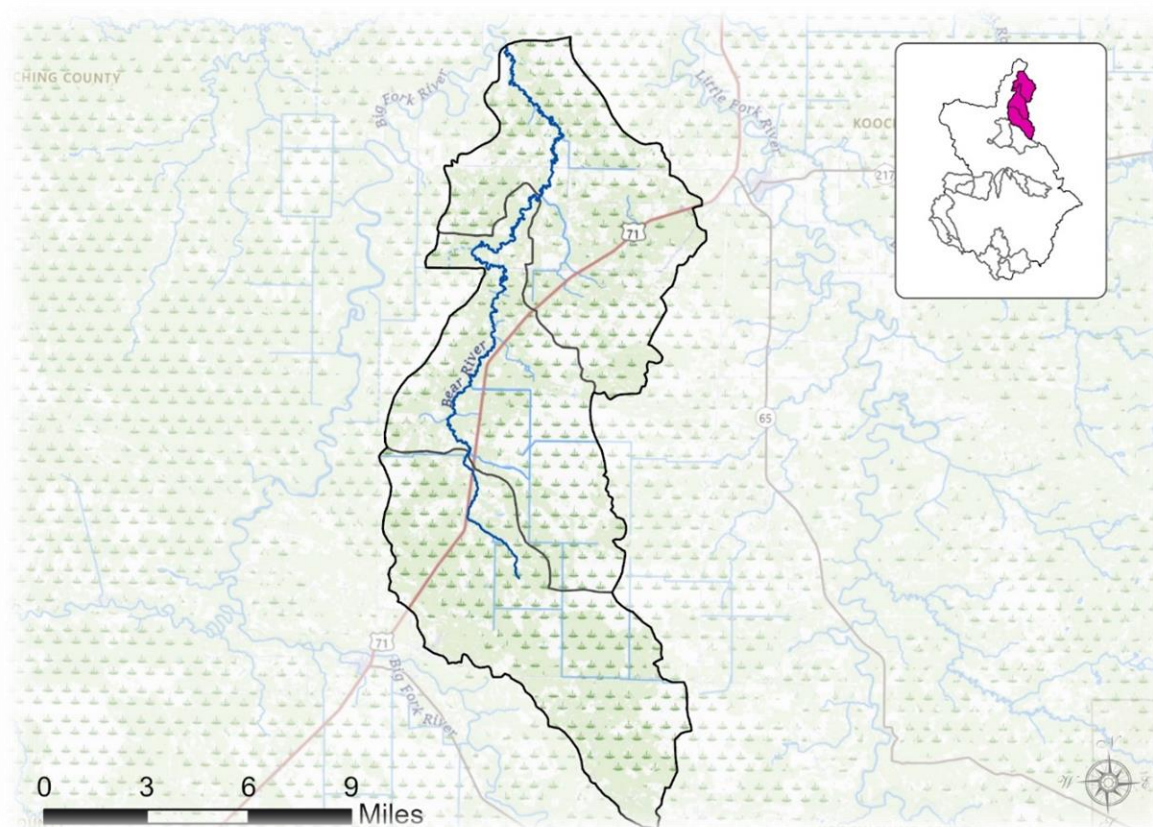 CHING COUNTY
Big Fork River
Little Fork River
KOOCH
217
71
Bear River
65
71
Big Fork River
N
W
0 3 6 9
Miles